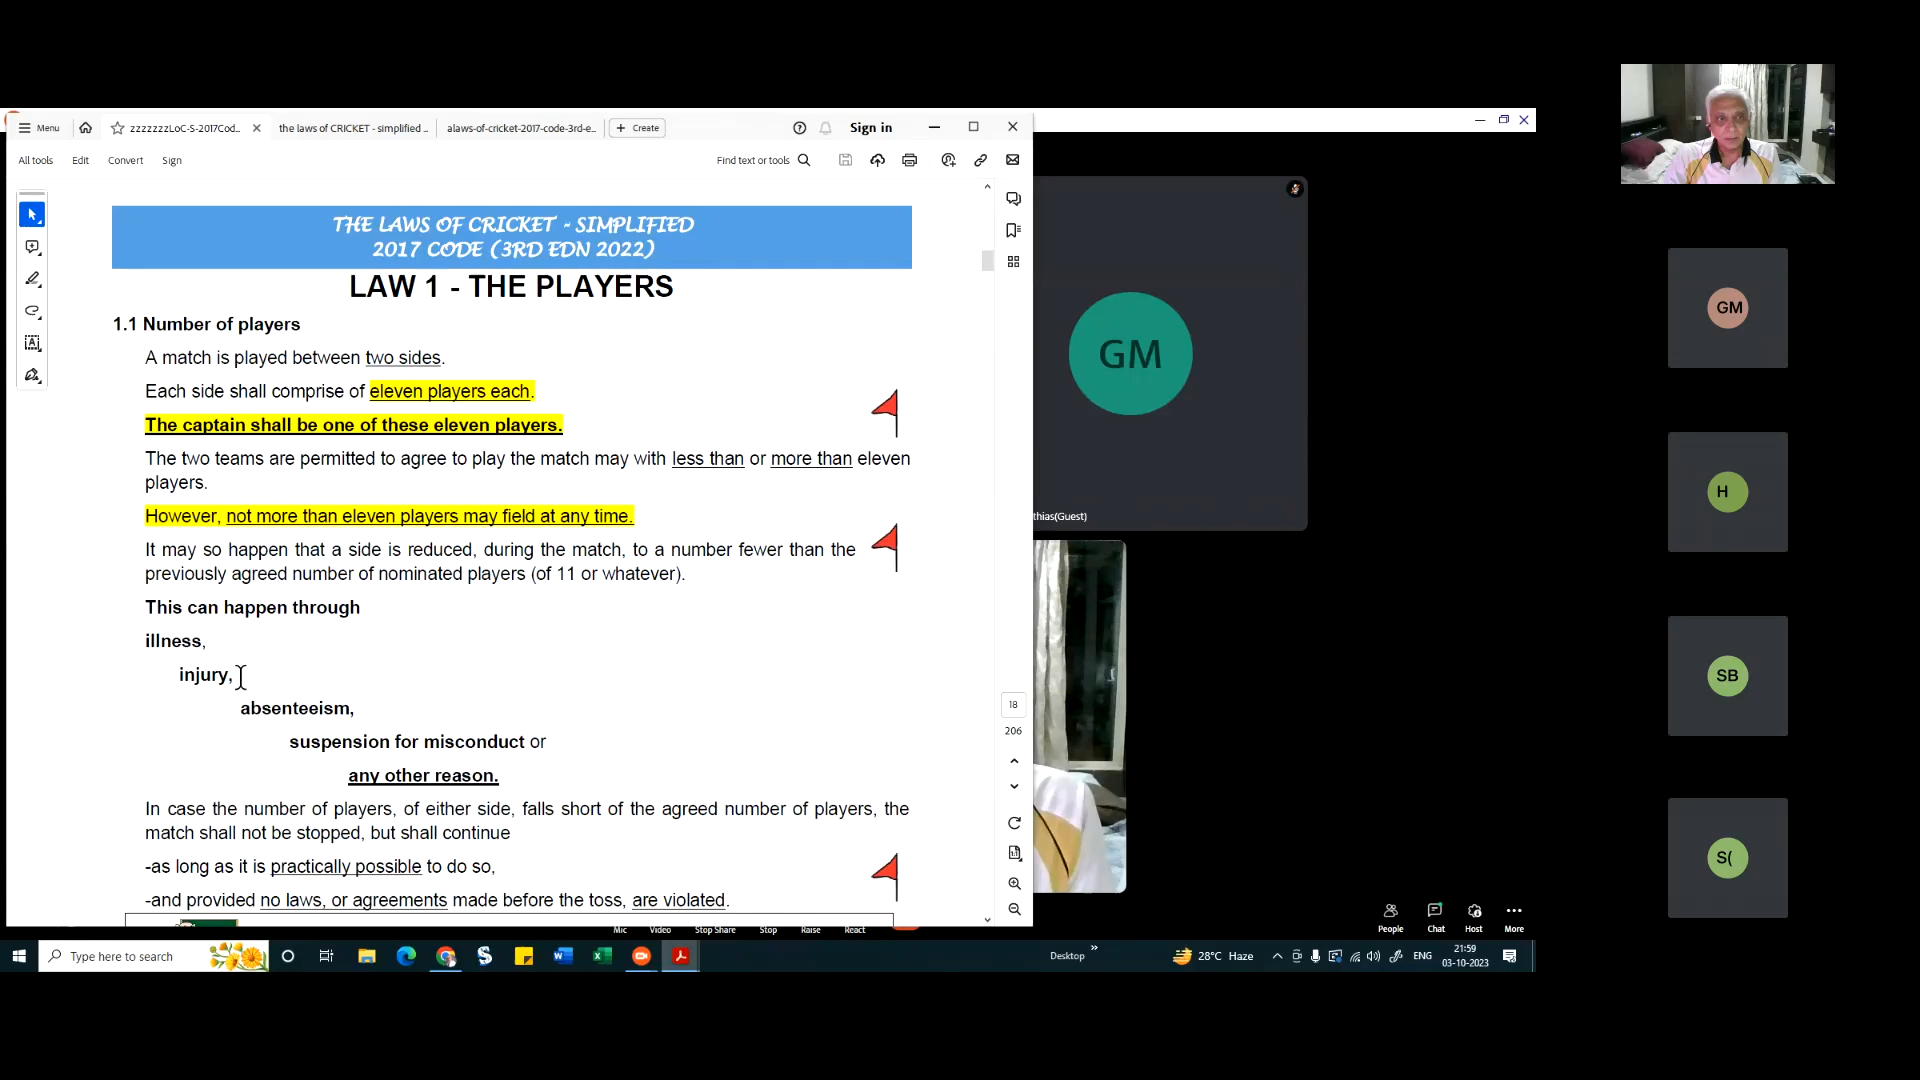 Menu
zzzzzzzLoC-S-2017Cod...
the laws of CRICKET - simplified ...
alaws-of-cricket-2017-code-3rd-e...
Create
Sign in
All tools
Edit
Convert
Sign
Find text or tools
THE LAWS OF CRICKET - SIMPLIFIED
2017 CODE (3RD EDN 2022)
LAW 1 - THE PLAYERS
1.1 Number of players
A match is played between two sides.
Each side shall comprise of eleven players each.
The captain shall be one of these eleven players.
The two teams are permitted to agree to play the match may with less than or more than eleven
players.
However, not more than eleven players may field at any time.
It may so happen that a side is reduced, during the match, to a number fewer than the
previously agreed number of nominated players (of 11 or whatever).
This can happen through
illness,
injury,
absenteeism,
suspension for misconduct or
any other reason.
In case the number of players, of either side, falls short of the agreed number of players, the
match shall not be stopped, but shall continue
-as long as it is practically possible to do so,
-and provided no laws, or agreements made before the toss, are violated.
18
206
GM
thias(Guest)
GM
H
SB
S(
Mic
Video
Stop Share
Stop
Raise
React
People
Chat
Host
More
Type here to search
Desktop
28°C Haze
ENG
21:59
03-10-2023